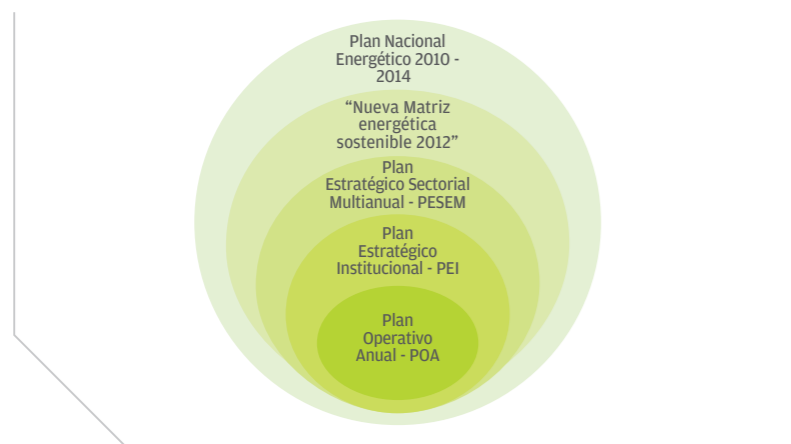 Plan Nacional
Energético 2010 -
2014
“Nueva Matriz
energética
sostenible 2012”
Plan
Estratégico Sectorial
Multianual - PESEM
Plan
Estratégico
Institucional - PEI
Plan
Operativo
Anual - POA